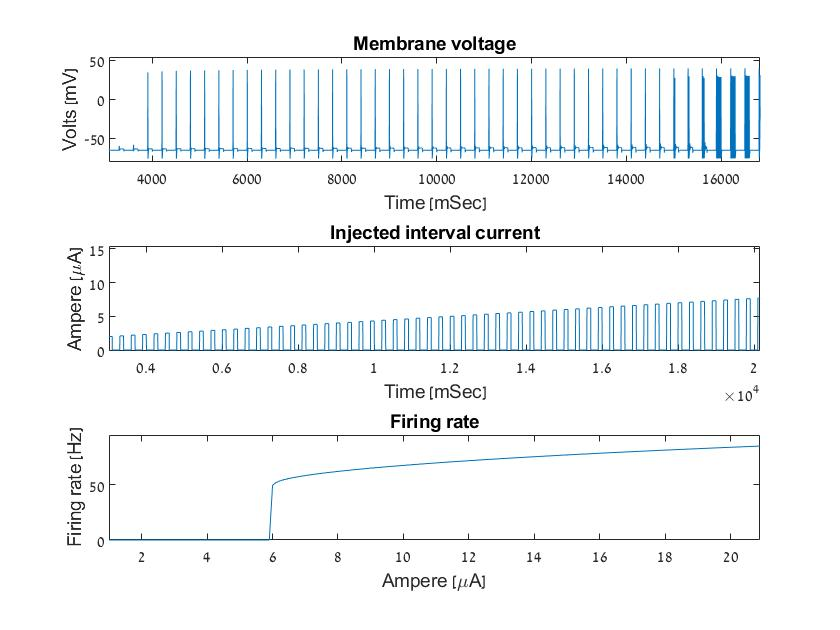 Membrane voltage
50
0
-50
Volts [mV]
4000 6000 8000 10000 12000 14000 16000
Time [mSec]
Injected interval current
15
10
5
0
Ampere [μA]
0.4 0.6 0.8 1 1.2 1.4 1.6 1.8 2
Time [mSec]
×10⁴
Firing rate
50
0
Firing rate [Hz]
2 4 6 8 10 12 14 16 18 20
Ampere [μA]